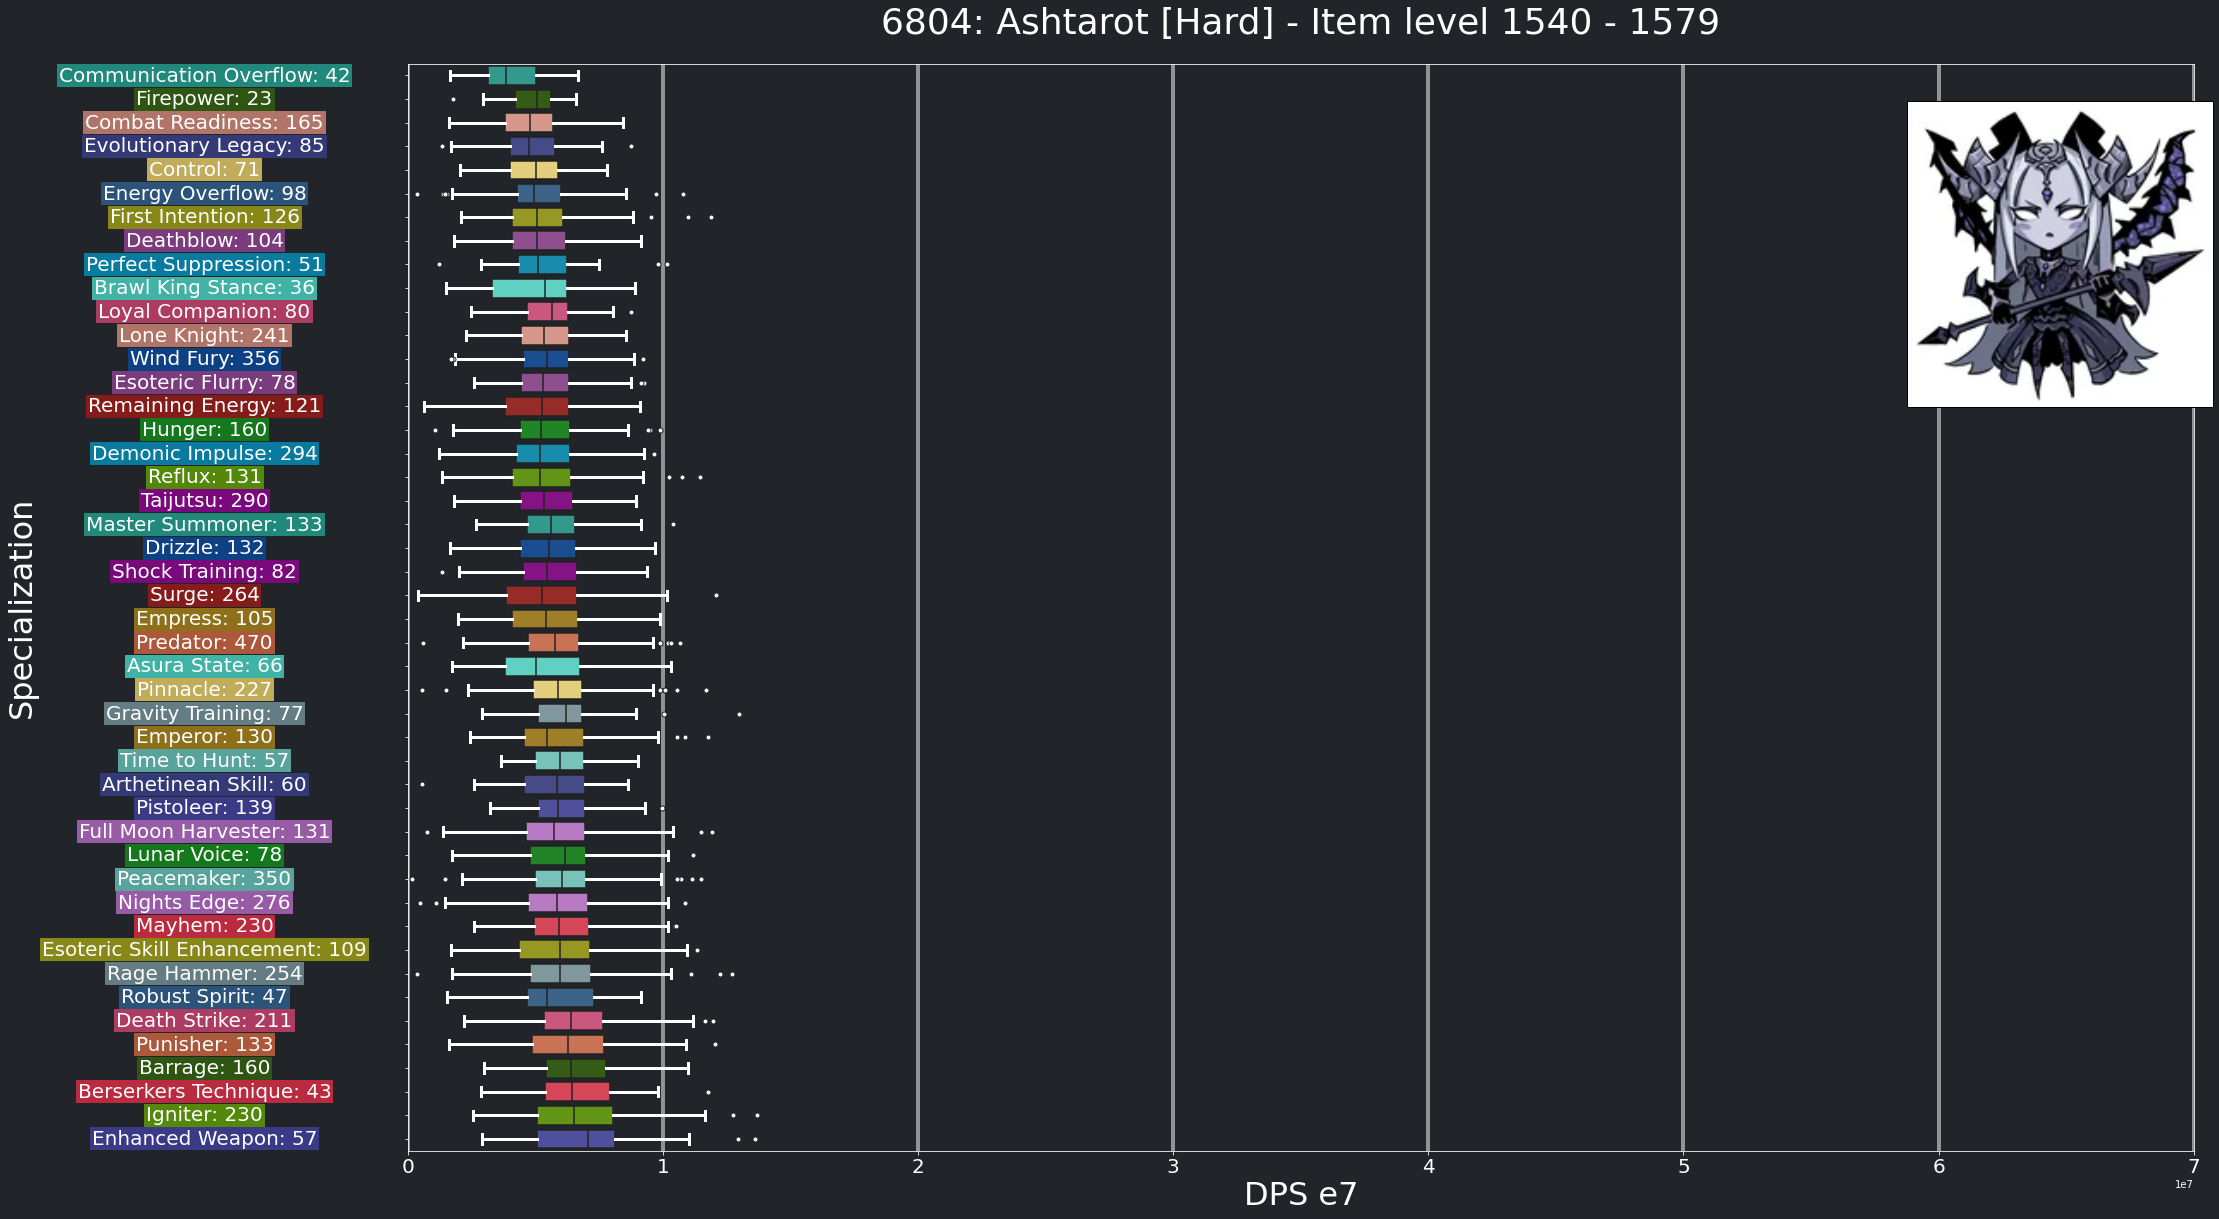 6804: Ashtarot [Hard] - Item level 1540 - 1579
Communication Overflow: 42
Firepower: 23
Combat Readiness: 165
Evolutionary Legacy: 85
Control: 71
Energy Overflow: 98
First Intention: 126
Deathblow: 104
Perfect Suppression: 51
Brawl King Stance: 36
Loyal Companion: 80
Lone Knight: 241
Wind Fury: 356
Esoteric Flurry: 78
Remaining Energy: 121
Hunger: 160
Demonic Impulse: 294
Reflux: 131
Taijutsu: 290
Master Summoner: 133
Drizzle: 132
Shock Training: 82
Surge: 264
Empress: 105
Predator: 470
Asura State: 66
Pinnacle: 227
Gravity Training: 77
Emperor: 130
Time to Hunt: 57
Arthetinean Skill: 60
Pistoleer: 139
Full Moon Harvester: 131
Lunar Voice: 78
Peacemaker: 350
Nights Edge: 276
Mayhem: 230
Esoteric Skill Enhancement: 109
Rage Hammer: 254
Robust Spirit: 47
Death Strike: 211
Punisher: 133
Barrage: 160
Berserkers Technique: 43
Igniter: 230
Enhanced Weapon: 57
Specialization
0 1 2 3 4 5 6 7
1e7
DPS e7